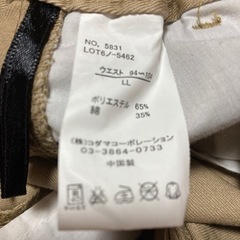 NO. 5831
LOT6ノ-5462
ウエスト 94〜104
LL
ポリエステル 65%
綿 35%
(株)コダマコーポレーション
03-3864-0733
中国製